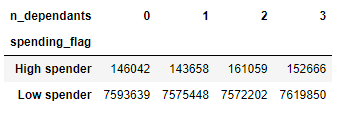 n_dependants 0 1 2 3
spending_flag
High spender 146042 143658 161059 152666
Low spender 7593639 7575448 7572202 7619850